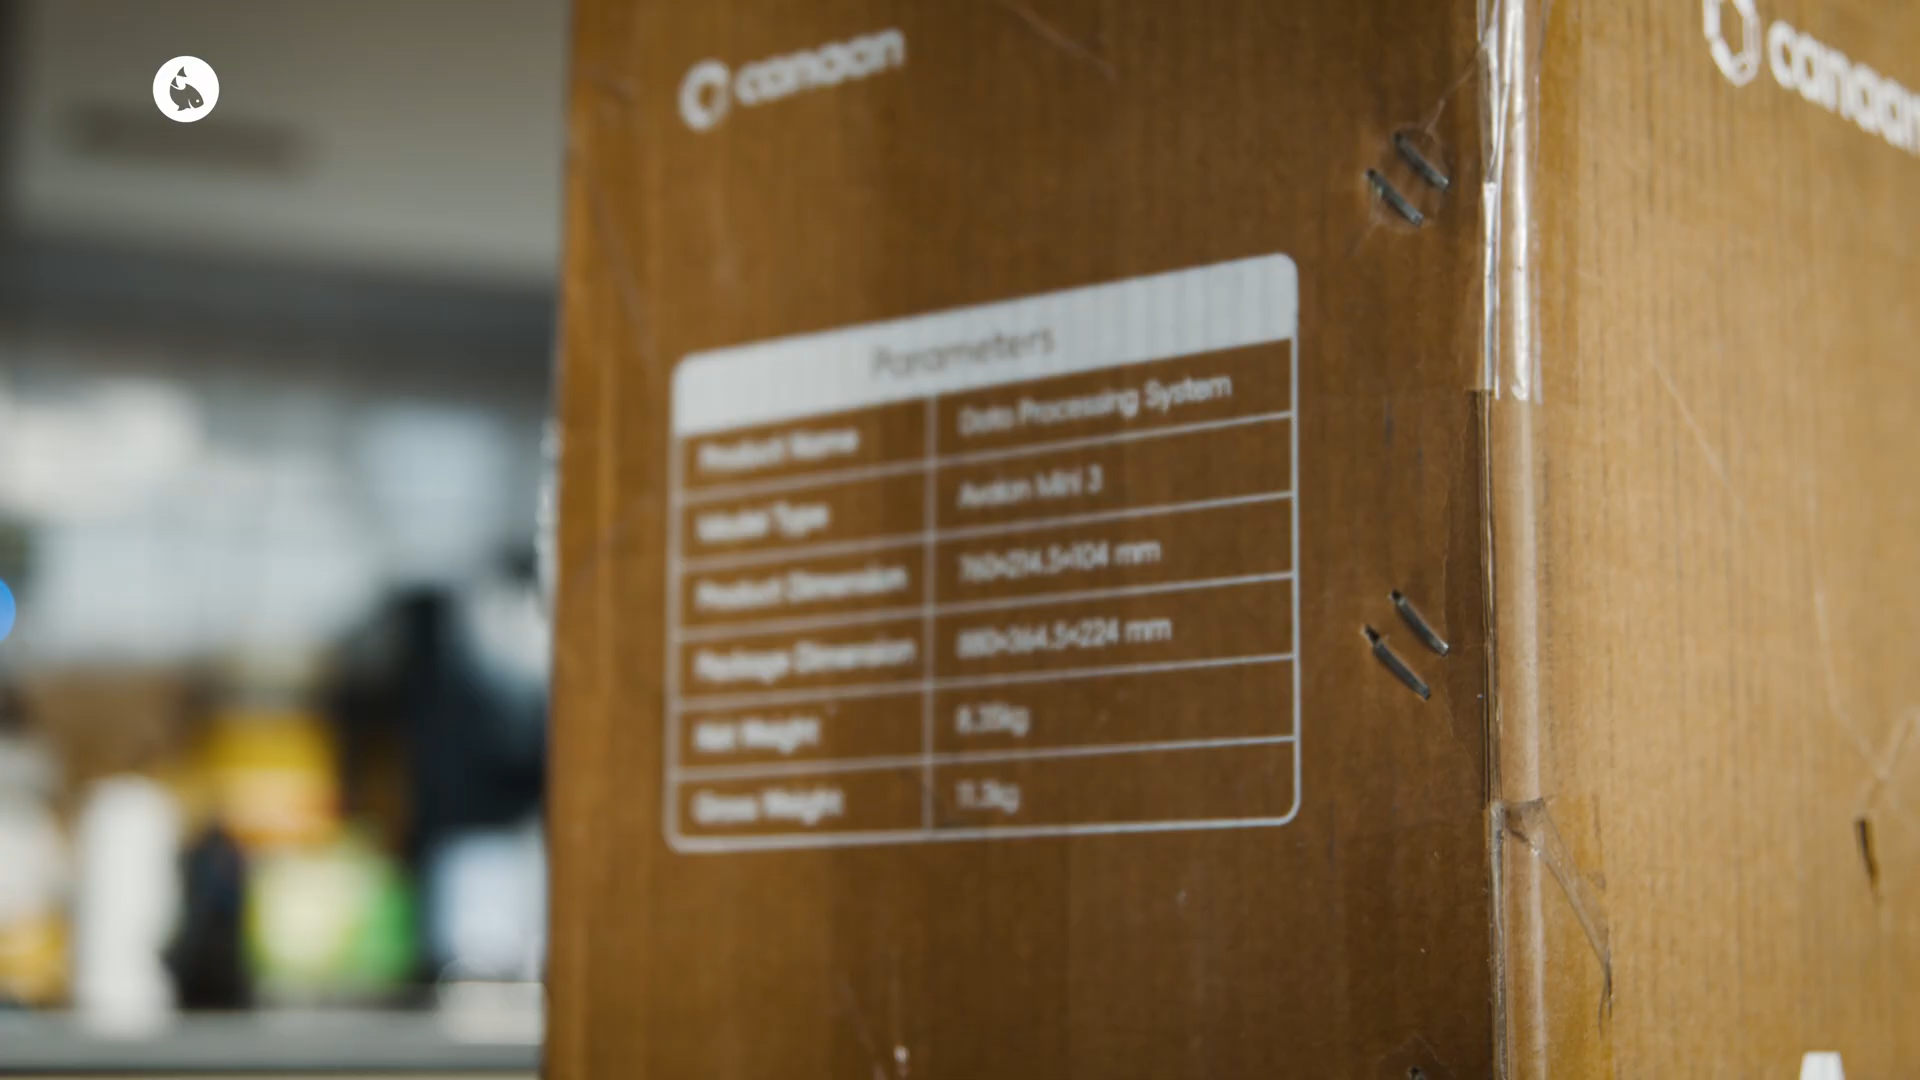 canaan
canaan
Parameters
Product Name Data Processing System
Model Type Avalon Mini 3
Product Dimension 760×214.5×104 mm
Package Dimension 880×364.5×224 mm
Net Weight 8.35kg
Gross Weight 11.3kg